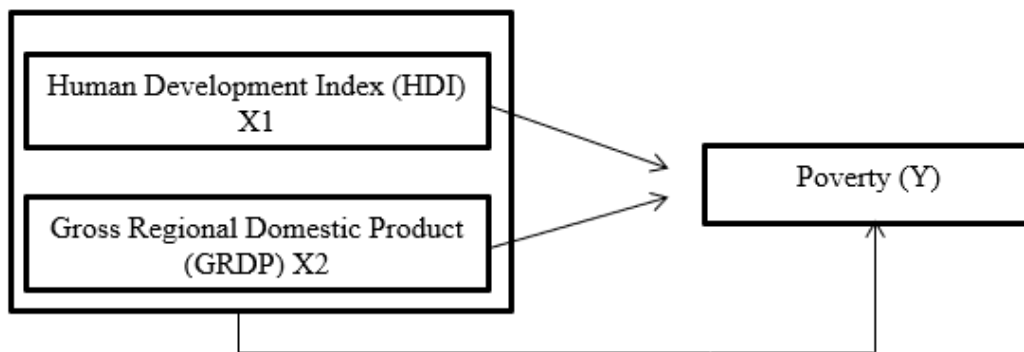 Human Development Index (HDI)
X1
Gross Regional Domestic Product
(GRDP) X2
Poverty (Y)